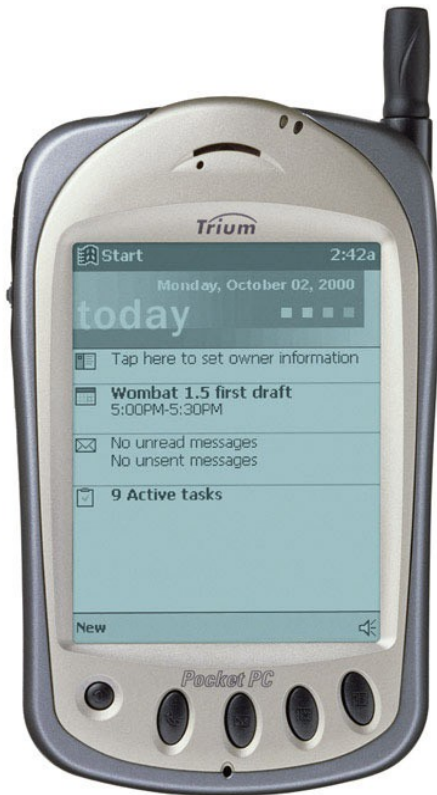 Trium
Start 2:42a
Monday, October 02, 2000
today
Tap here to set owner information
Wombat 1.5 first draft
5:00PM-5:30PM
No unread messages
No unsent messages
9 Active tasks
New
Pocket PC